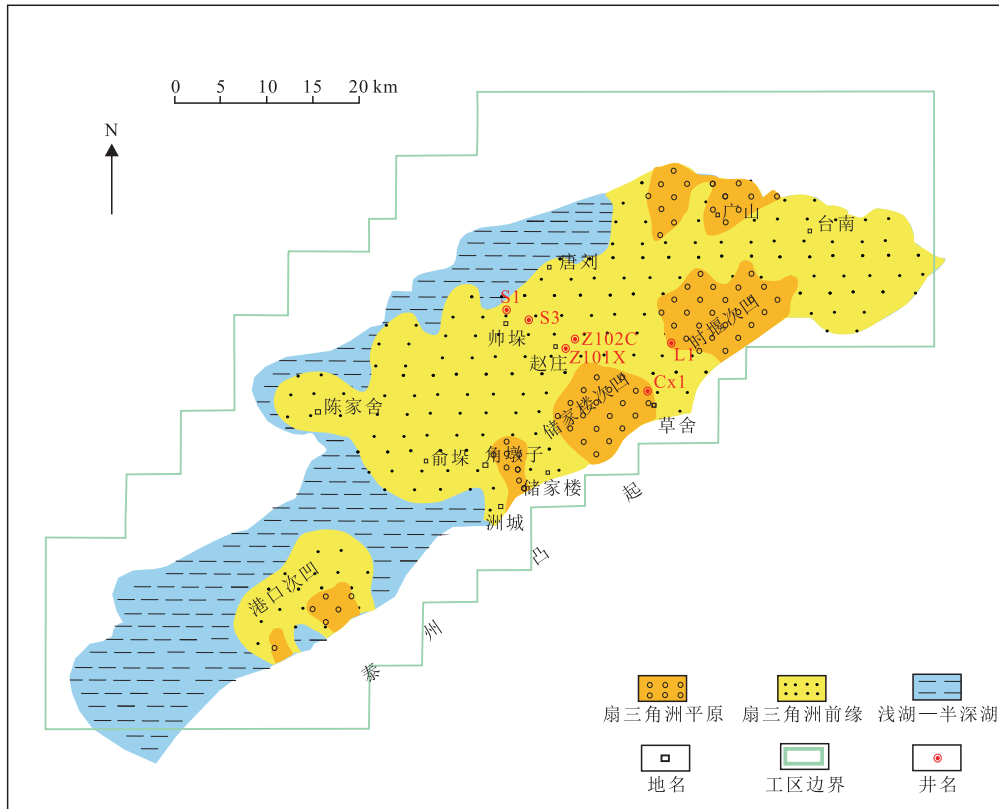 0 5 10 15 20 km
N
广山
台南
唐刘
S1
S3
帅垛
时堰次凹
Z102C
赵庄
Z101X
L1
Cx1
储家楼次凹
陈家舍
草舍
俞垛
角墩子
储家楼
洲城
港口次凹
泰州凸起
扇三角洲平原 扇三角洲前缘 浅湖—半深湖
地名 工区边界 井名